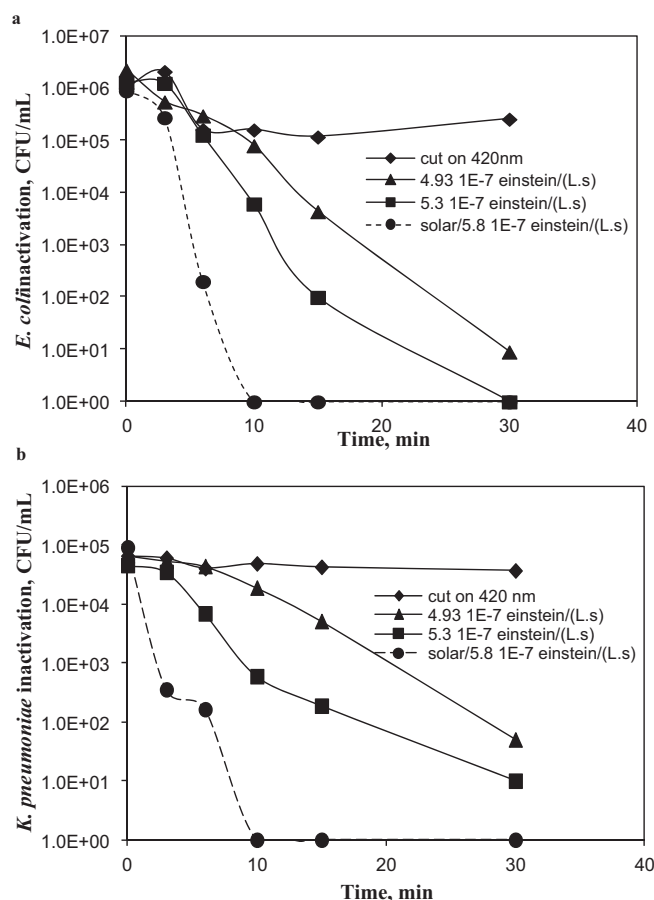 a
1.0E+07
1.0E+06
1.0E+05
1.0E+04
1.0E+03
1.0E+02
1.0E+01
1.0E+00
E. coli inactivation, CFU/mL
cut on 420nm
4.93 1E-7 einstein/(L.s)
5.3 1E-7 einstein/(L.s)
solar/5.8 1E-7 einstein/(L.s)
0 10 20 30 40
Time, min
b
1.0E+06
1.0E+05
1.0E+04
1.0E+03
1.0E+02
1.0E+01
1.0E+00
K. pneumoniae inactivation, CFU/mL
cut on 420 nm
4.93 1E-7 einstein/(L.s)
5.3 1E-7 einstein/(L.s)
solar/5.8 1E-7 einstein/(L.s)
0 10 20 30 40
Time, min